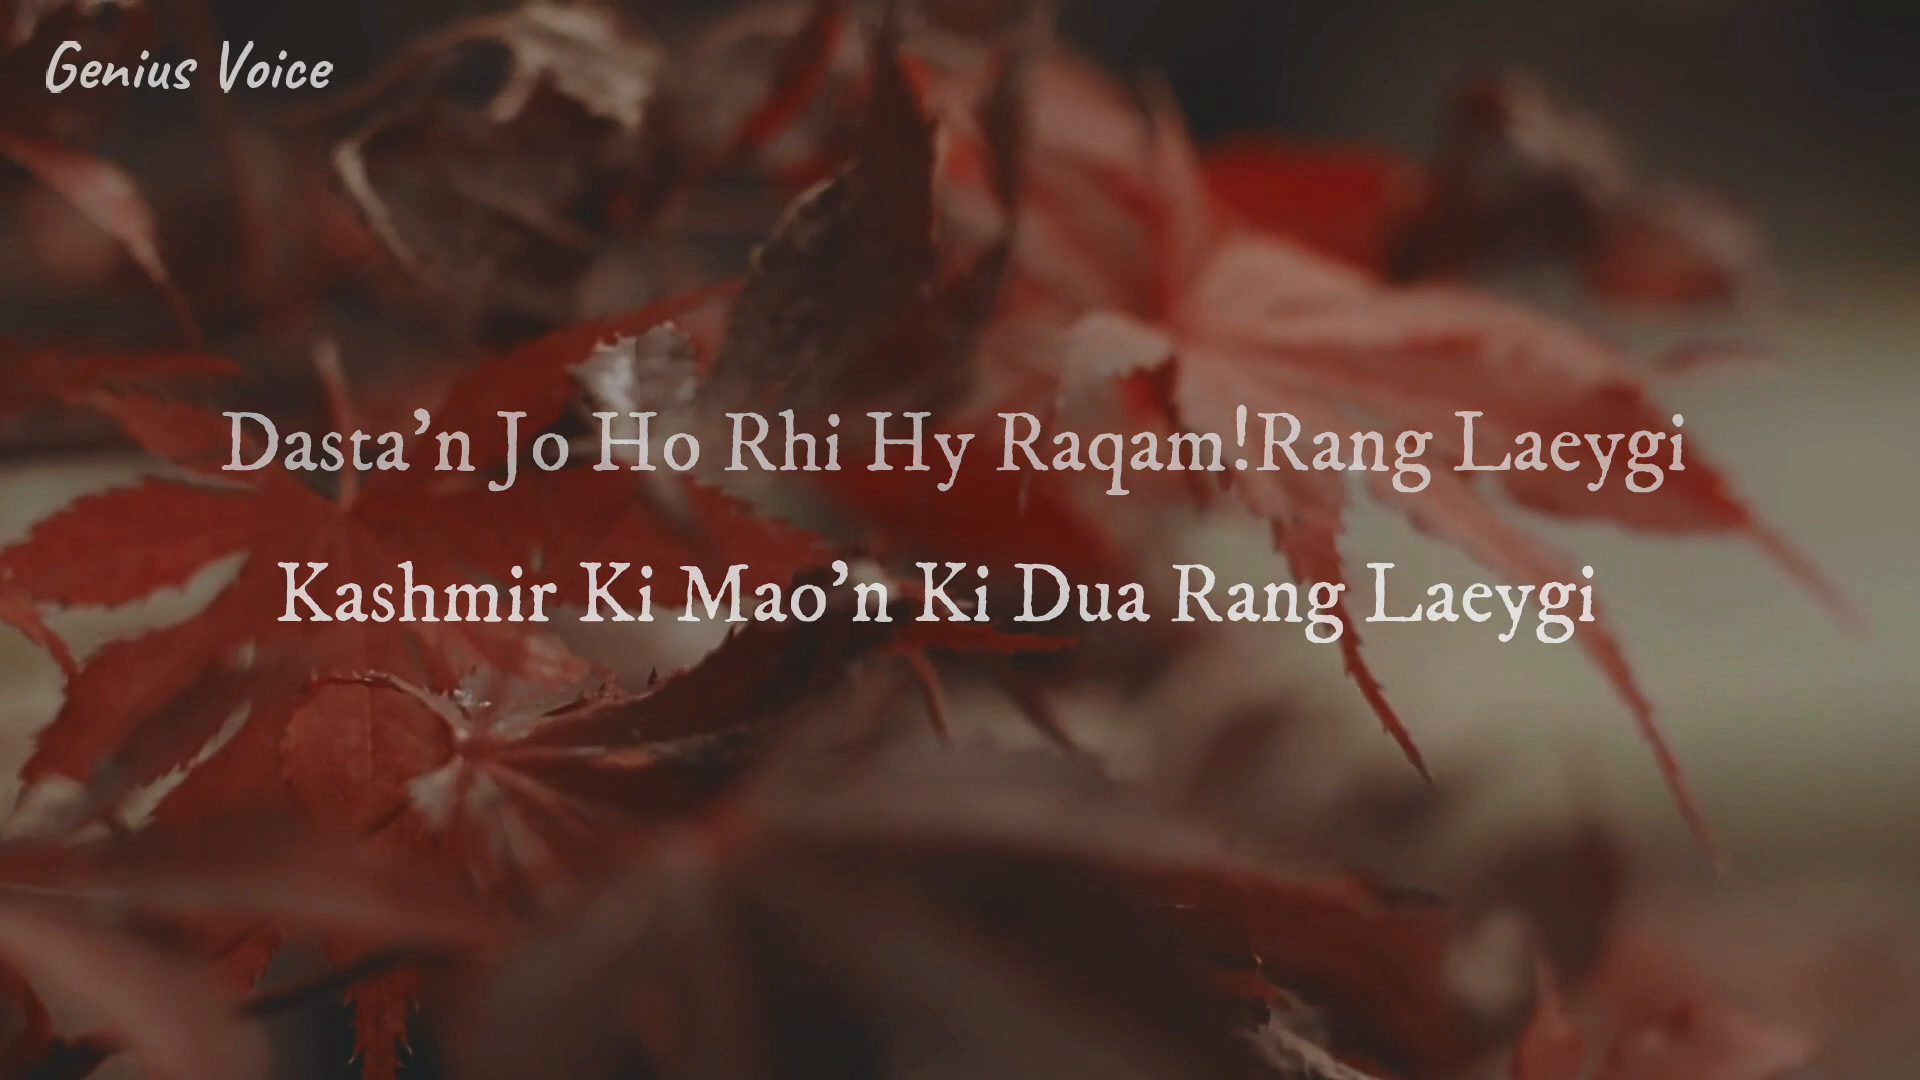 Genius Voice
Dasta'n Jo Ho Rhi Hy Raqam!Rang Laeygi
Kashmir Ki Mao'n Ki Dua Rang Laeygi